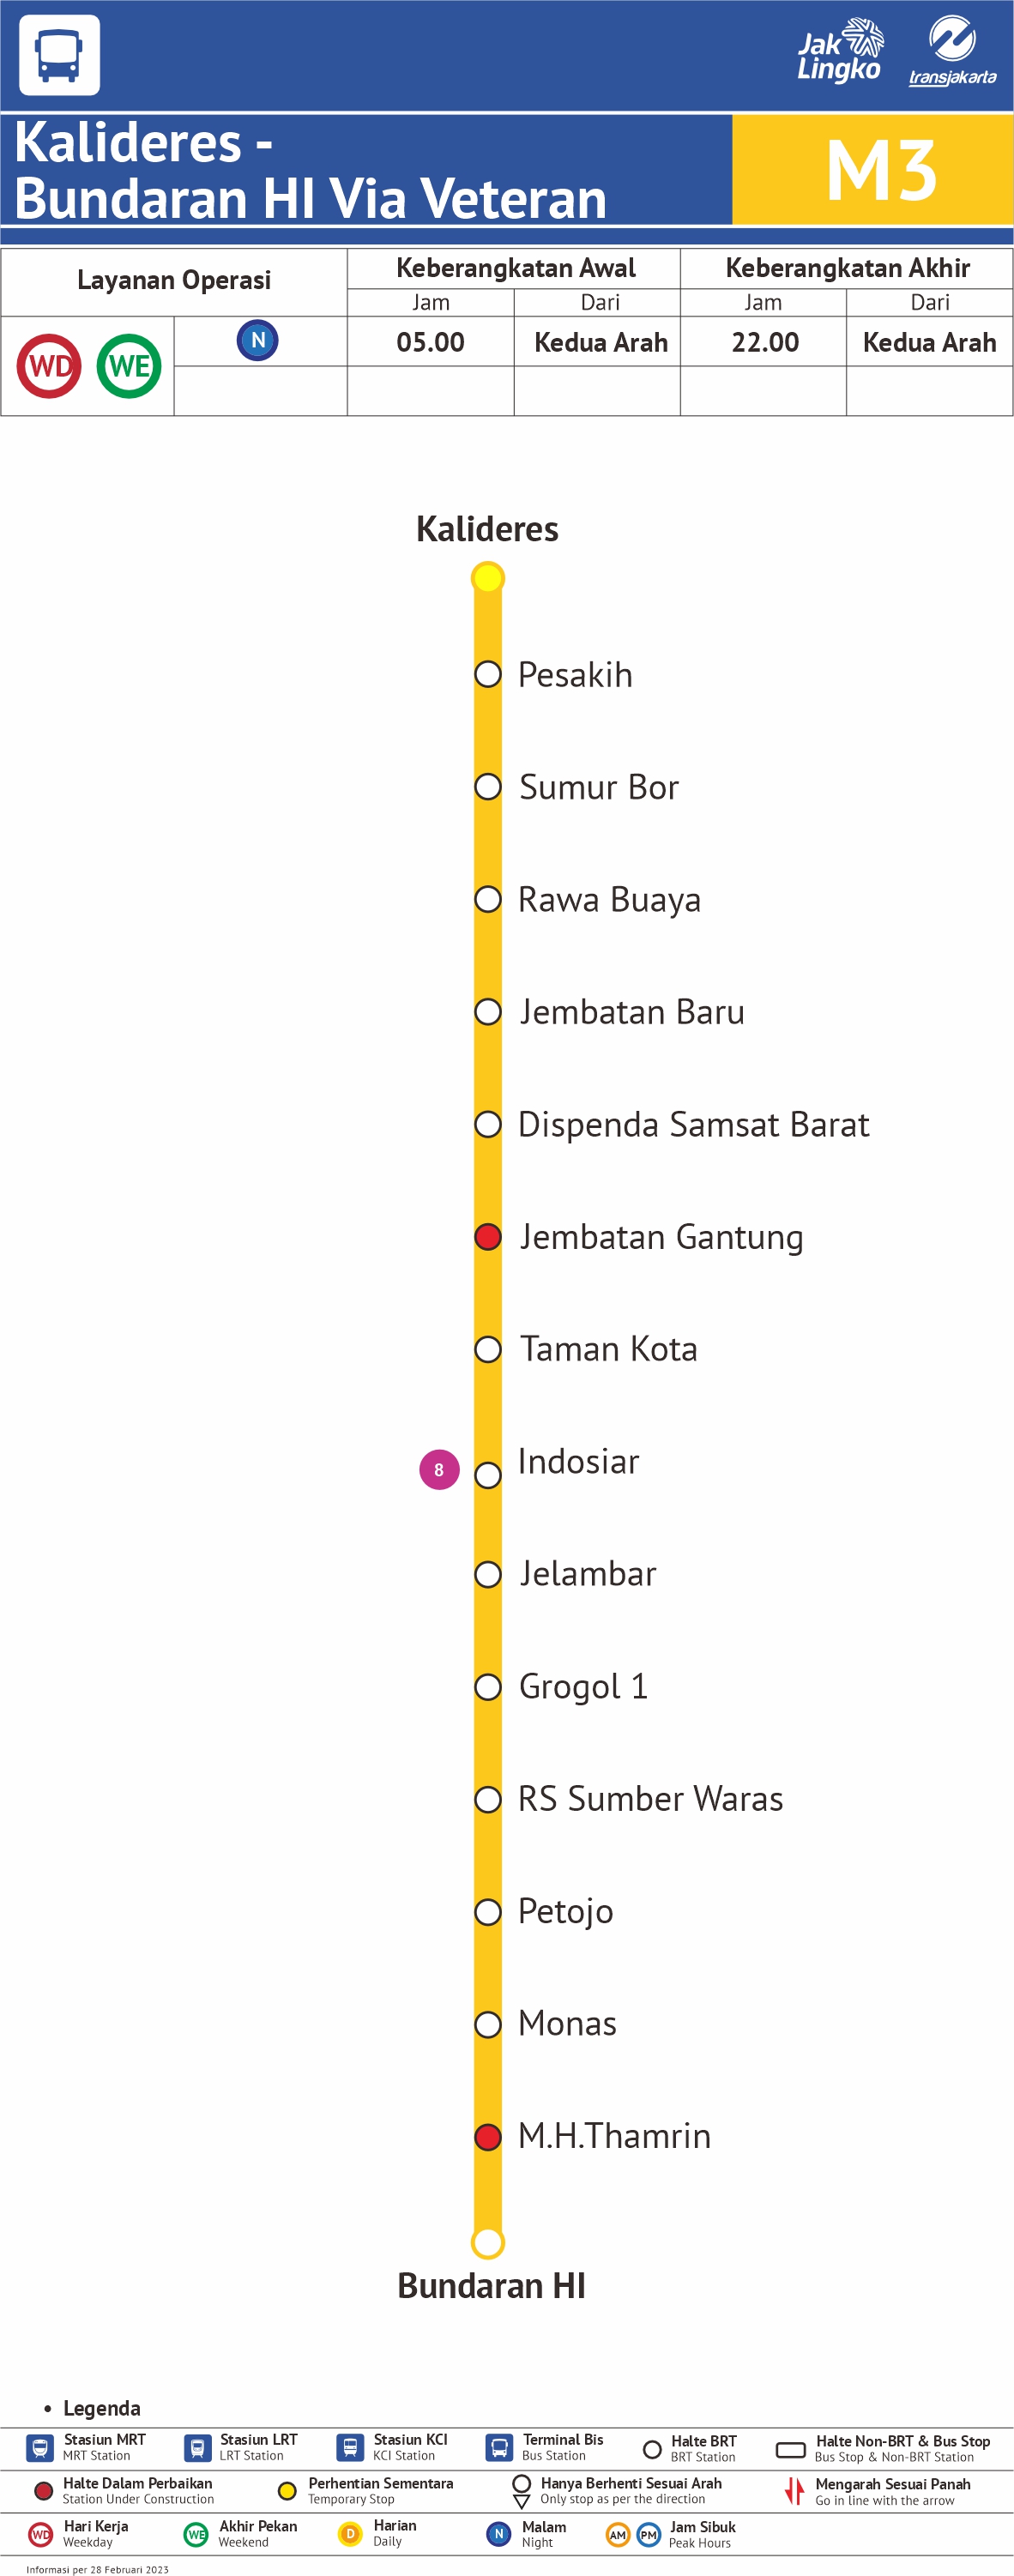 Jak
Lingko
transjakarta
Kalideres -
Bundaran HI Via Veteran
M3
Layanan Operasi
Keberangkatan Awal
Keberangkatan Akhir
Jam
Dari
Jam
Dari
WD
WE
N
05.00
Kedua Arah
22.00
Kedua Arah
Kalideres
Pesakih
Sumur Bor
Rawa Buaya
Jembatan Baru
Dispenda Samsat Barat
Jembatan Gantung
Taman Kota
8
Indosiar
Jelambar
Grogol 1
RS Sumber Waras
Petojo
Monas
M.H.Thamrin
Bundaran HI
• Legenda
Stasiun MRT
MRT Station
Stasiun LRT
LRT Station
Stasiun KCI
KCI Station
Terminal Bis
Bus Station
Halte BRT
BRT Station
Halte Non-BRT & Bus Stop
Bus Stop & Non-BRT Station
Halte Dalam Perbaikan
Station Under Construction
Perhentian Sementara
Temporary Stop
Hanya Berhenti Sesuai Arah
Only stop as per the direction
Mengarah Sesuai Panah
Go in line with the arrow
WD
Hari Kerja
Weekday
WE
Akhir Pekan
Weekend
D
Harian
Daily
N
Malam
Night
AM
PM
Jam Sibuk
Peak Hours
Informasi per 28 Februari 2023